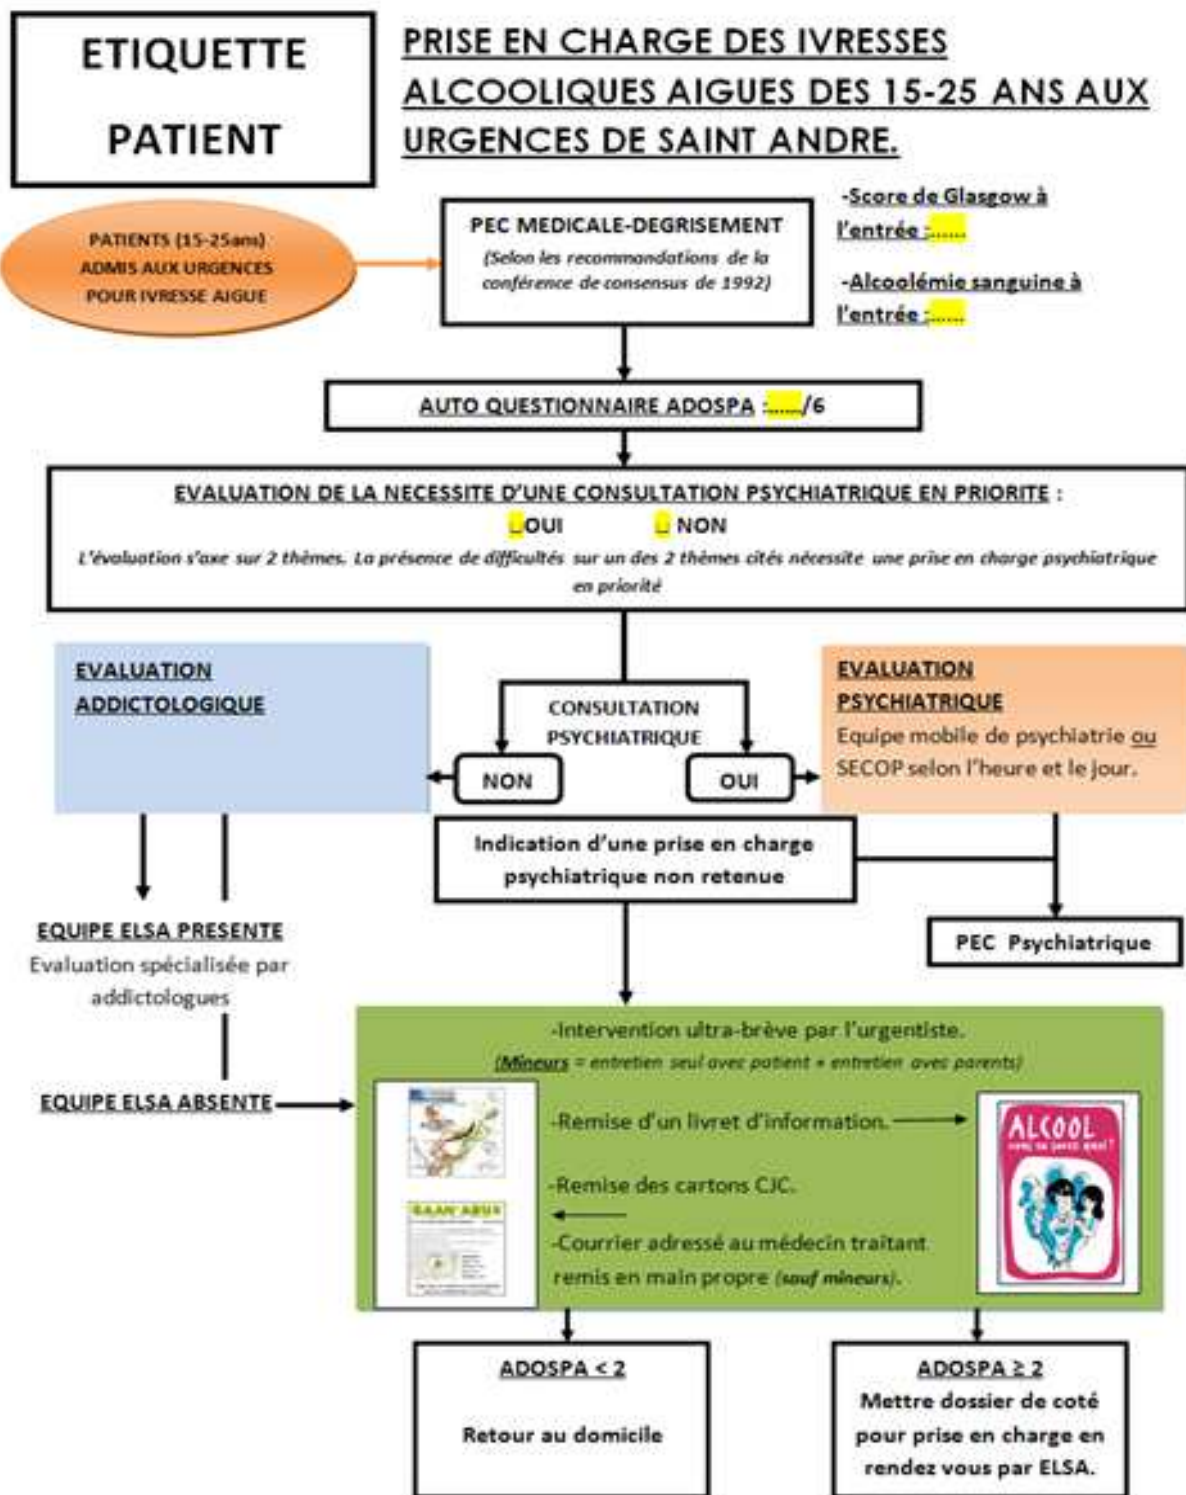 ETIQUETTE
PATIENT
PRISE EN CHARGE DES IVRESSES
ALCOOLIQUES AIGUES DES 15-25 ANS AUX
URGENCES DE SAINT ANDRE.
PATIENTS (15-25ans)
ADMIS AUX URGENCES
POUR IVRESSE AIGUE
PEC MEDICALE-DEGRISEMENT
(Selon les recommandations de la
conférence de consensus de 1992)
-Score de Glasgow à
l'entrée :......
-Alcoolémie sanguine à
l'entrée :......
AUTO QUESTIONNAIRE ADOSPA :....../6
EVALUATION DE LA NECESSITE D'UNE CONSULTATION PSYCHIATRIQUE EN PRIORITE :
OUI NON
L'évaluation s'axe sur 2 thèmes. La présence de difficultés sur un des 2 thèmes cités nécessite une prise en charge psychiatrique
en priorité
EVALUATION
ADDICTOLOGIQUE
CONSULTATION
PSYCHIATRIQUE
NON
OUI
EVALUATION
PSYCHIATRIQUE
Equipe mobile de psychiatrie ou
SECOP selon l'heure et le jour.
Indication d'une prise en charge
psychiatrique non retenue
PEC Psychiatrique
EQUIPE ELSA PRESENTE
Evaluation spécialisée par
addictologues
EQUIPE ELSA ABSENTE
-Intervention ultra-brève par l'urgentiste.
(Mineurs = entretien seul avec patient + entretien avec parents)
-Remise d'un livret d'information.
-Remise des cartons CJC.
-Courrier adressé au médecin traitant
remis en main propre (sauf mineurs).
ALCOOL
ADOSPA < 2
Retour au domicile
ADOSPA ≥ 2
Mettre dossier de coté
pour prise en charge en
rendez vous par ELSA.